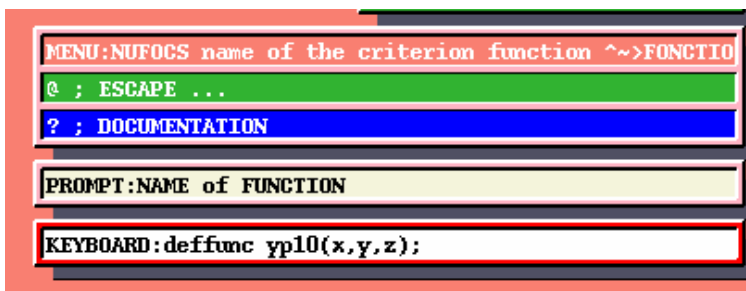 MENU:NUFOCS name of the criterion function ^~>FONCTIO
@ ; ESCAPE ...
? ; DOCUMENTATION
PROMPT:NAME of FUNCTION
KEYBOARD:deffunc yp10(x,y,z);